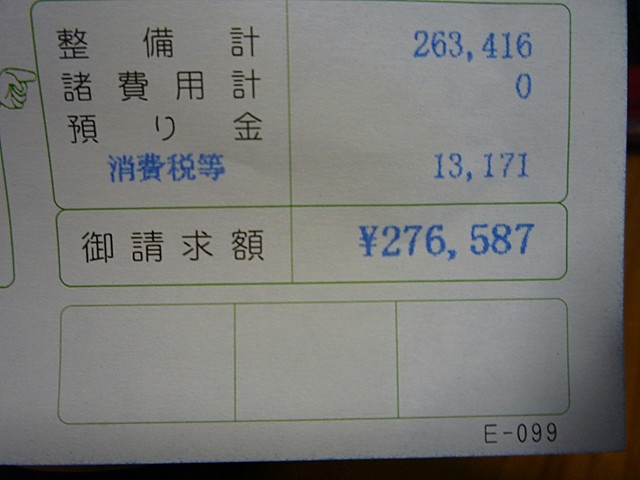 整備計 263,416
諸費用計 0
預り金
消費税等 13,171
御請求額 ¥276,587
E-099